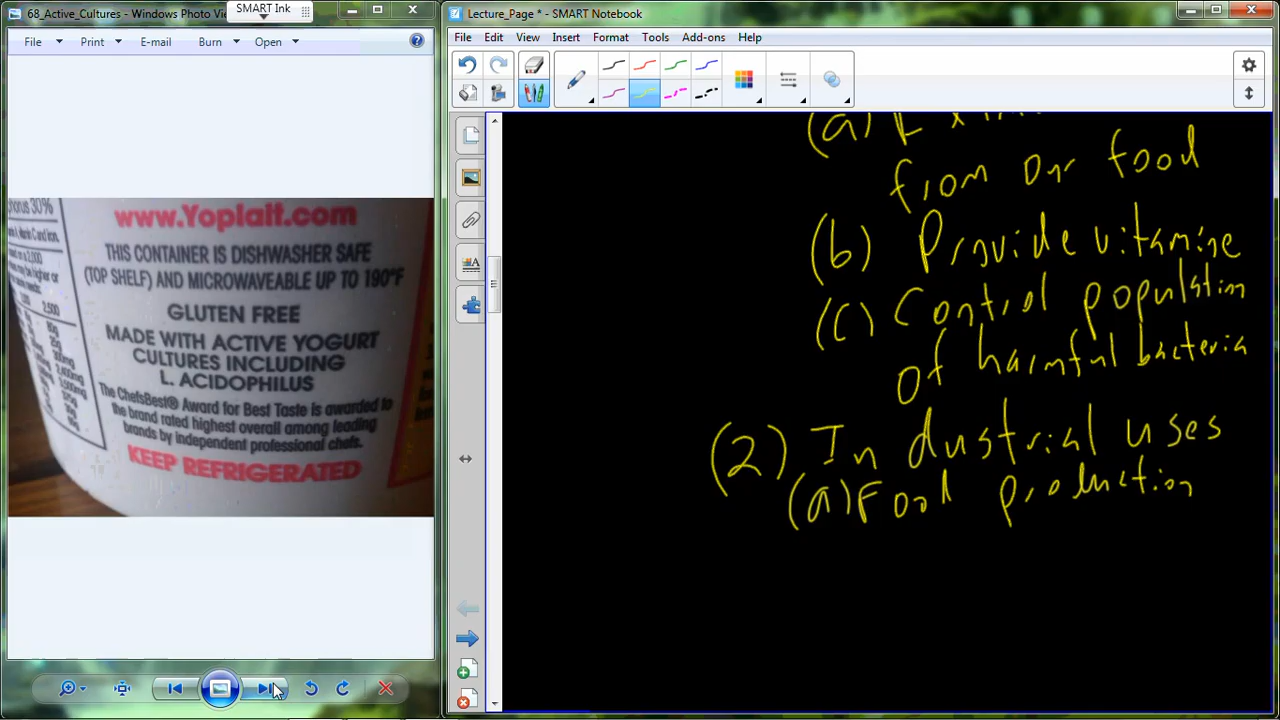 68_Active_Cultures - Windows Photo Vi
SMART Ink
File
Print
E-mail
Burn
Open
www.Yoplait.com
THIS CONTAINER IS DISHWASHER SAFE
(TOP SHELF) AND MICROWAVEABLE UP TO 190°F
GLUTEN FREE
MADE WITH ACTIVE YOGURT
CULTURES INCLUDING
L. ACIDOPHILUS
The ChefsBest® Award for Best Taste is awarded to
the brand rated highest overall among leading
brands by independent professional chefs.
KEEP REFRIGERATED
30%
2,500
Lecture_Page * - SMART Notebook
File Edit View Insert Format Tools Add-ons Help
(a)
from our food
(b) Provide vitamins
(c) Control population
of harmful bacteria
(2) Industrial uses
(a) Food production